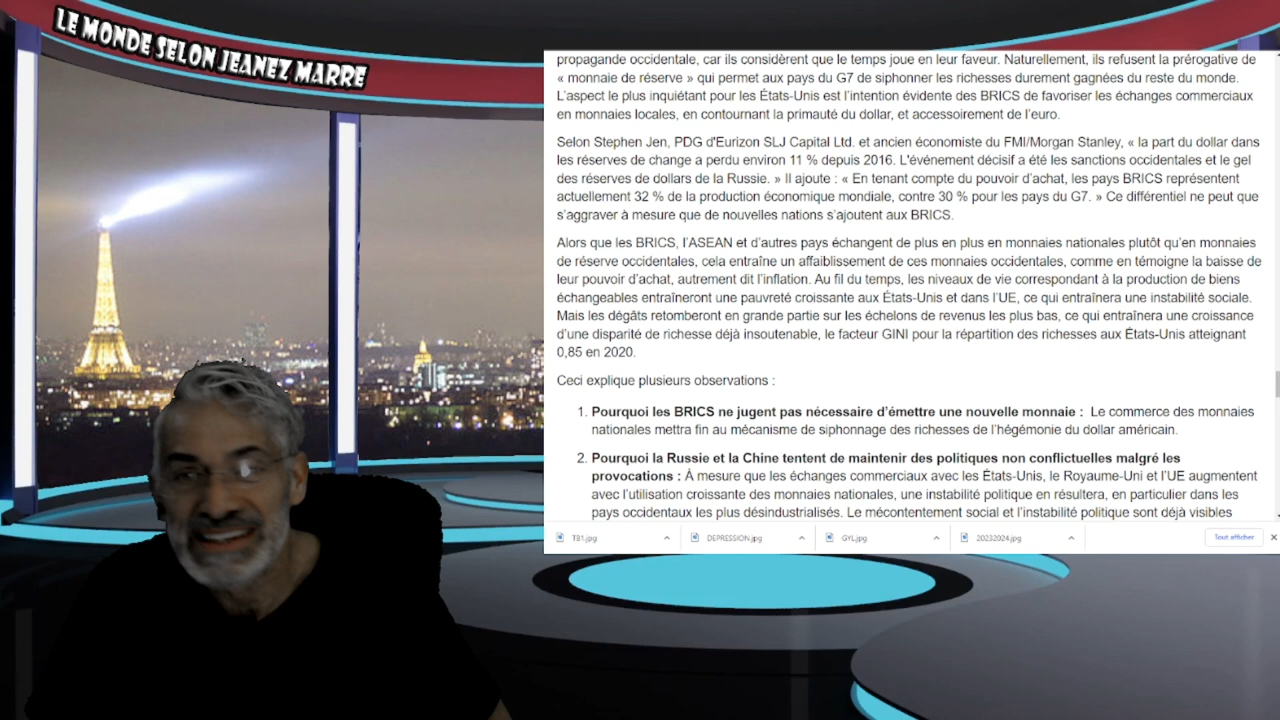 LE MONDE SELON JEANEZ MARRE
propagande occidentale, car ils considèrent que le temps joue en leur faveur. Naturellement, ils refusent la prérogative de
« monnaie de réserve » qui permet aux pays du G7 de siphonner les richesses durement gagnées du reste du monde.
L'aspect le plus inquiétant pour les États-Unis est l'intention évidente des BRICS de favoriser les échanges commerciaux
en monnaies locales, en contournant la primauté du dollar, et accessoirement de l'euro.
Selon Stephen Jen, PDG d'Eurizon SLJ Capital Ltd. et ancien économiste du FMI/Morgan Stanley, « la part du dollar dans
les réserves de change a perdu environ 11 % depuis 2016. L'événement décisif a été les sanctions occidentales et le gel
des réserves de dollars de la Russie. » Il ajoute : « En tenant compte du pouvoir d'achat, les pays BRICS représentent
actuellement 32 % de la production économique mondiale, contre 30 % pour les pays du G7. » Ce différentiel ne peut que
s'aggraver à mesure que de nouvelles nations s'ajoutent aux BRICS.
Alors que les BRICS, l'ASEAN et d'autres pays échangent de plus en plus en monnaies nationales plutôt qu'en monnaies
de réserve occidentales, cela entraîne un affaiblissement de ces monnaies occidentales, comme en témoigne la baisse de
leur pouvoir d'achat, autrement dit l'inflation. Au fil du temps, les niveaux de vie correspondant à la production de biens
échangeables entraîneront une pauvreté croissante aux États-Unis et dans l'UE, ce qui entraînera une instabilité sociale.
Mais les dégâts retomberont en grande partie sur les échelons de revenus les plus bas, ce qui entraînera une croissance
d'une disparité de richesse déjà insoutenable, le facteur GINI pour la répartition des richesses aux États-Unis atteignant
0,85 en 2020.
Ceci explique plusieurs observations :
1. Pourquoi les BRICS ne jugent pas nécessaire d'émettre une nouvelle monnaie : Le commerce des monnaies
nationales mettra fin au mécanisme de siphonnage des richesses de l'hégémonie du dollar américain.
2. Pourquoi la Russie et la Chine tentent de maintenir des politiques non conflictuelles malgré les
provocations : À mesure que les échanges commerciaux avec les États-Unis, le Royaume-Uni et l'UE augmentent
avec l'utilisation croissante des monnaies nationales, une instabilité politique en résultera, en particulier dans les
pays occidentaux les plus désindustrialisés. Le mécontentement social et l'instabilité politique sont déjà visibles
TB1.jpg DEPRESSION.jpg GYL.jpg 20232024.jpg Tout afficher